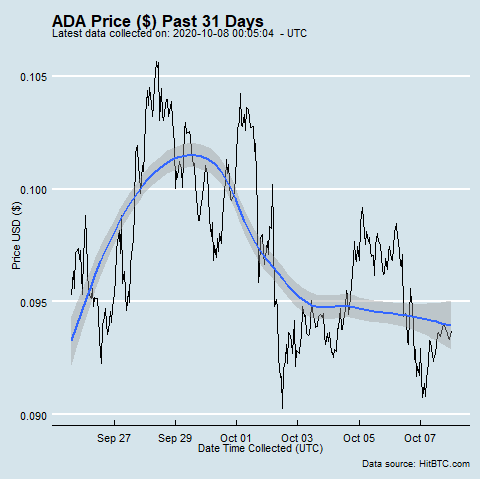 ADA Price ($) Past 31 Days
Latest data collected on: 2020-10-08 00:05:04  - UTC
0.105
0.100
0.095
0.090
Price USD ($)
Sep 27 Sep 29 Oct 01 Oct 03 Oct 05 Oct 07
Date Time Collected (UTC)
Data source: HitBTC.com